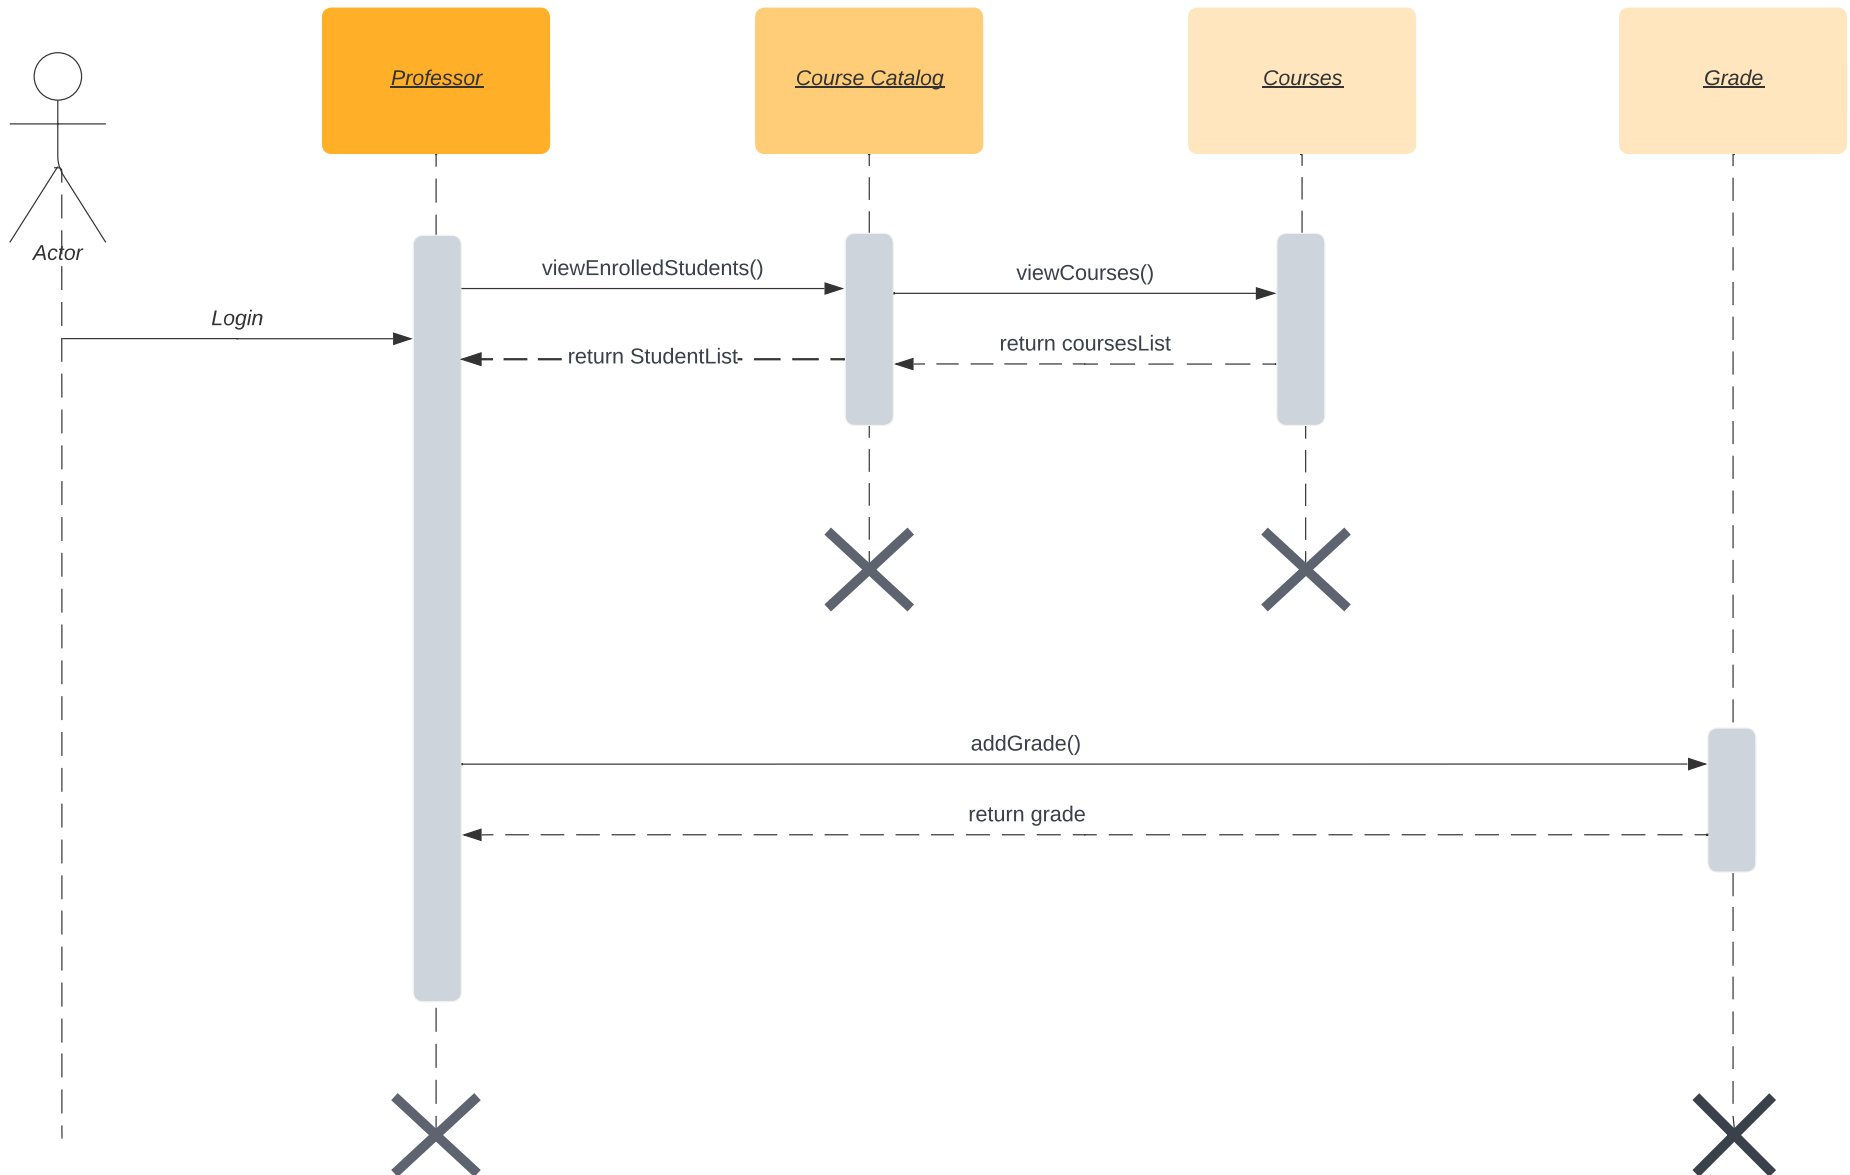 Professor
Course Catalog
Courses
Grade
Actor
viewEnrolledStudents()
viewCourses()
Login
return StudentList
return coursesList
addGrade()
return grade